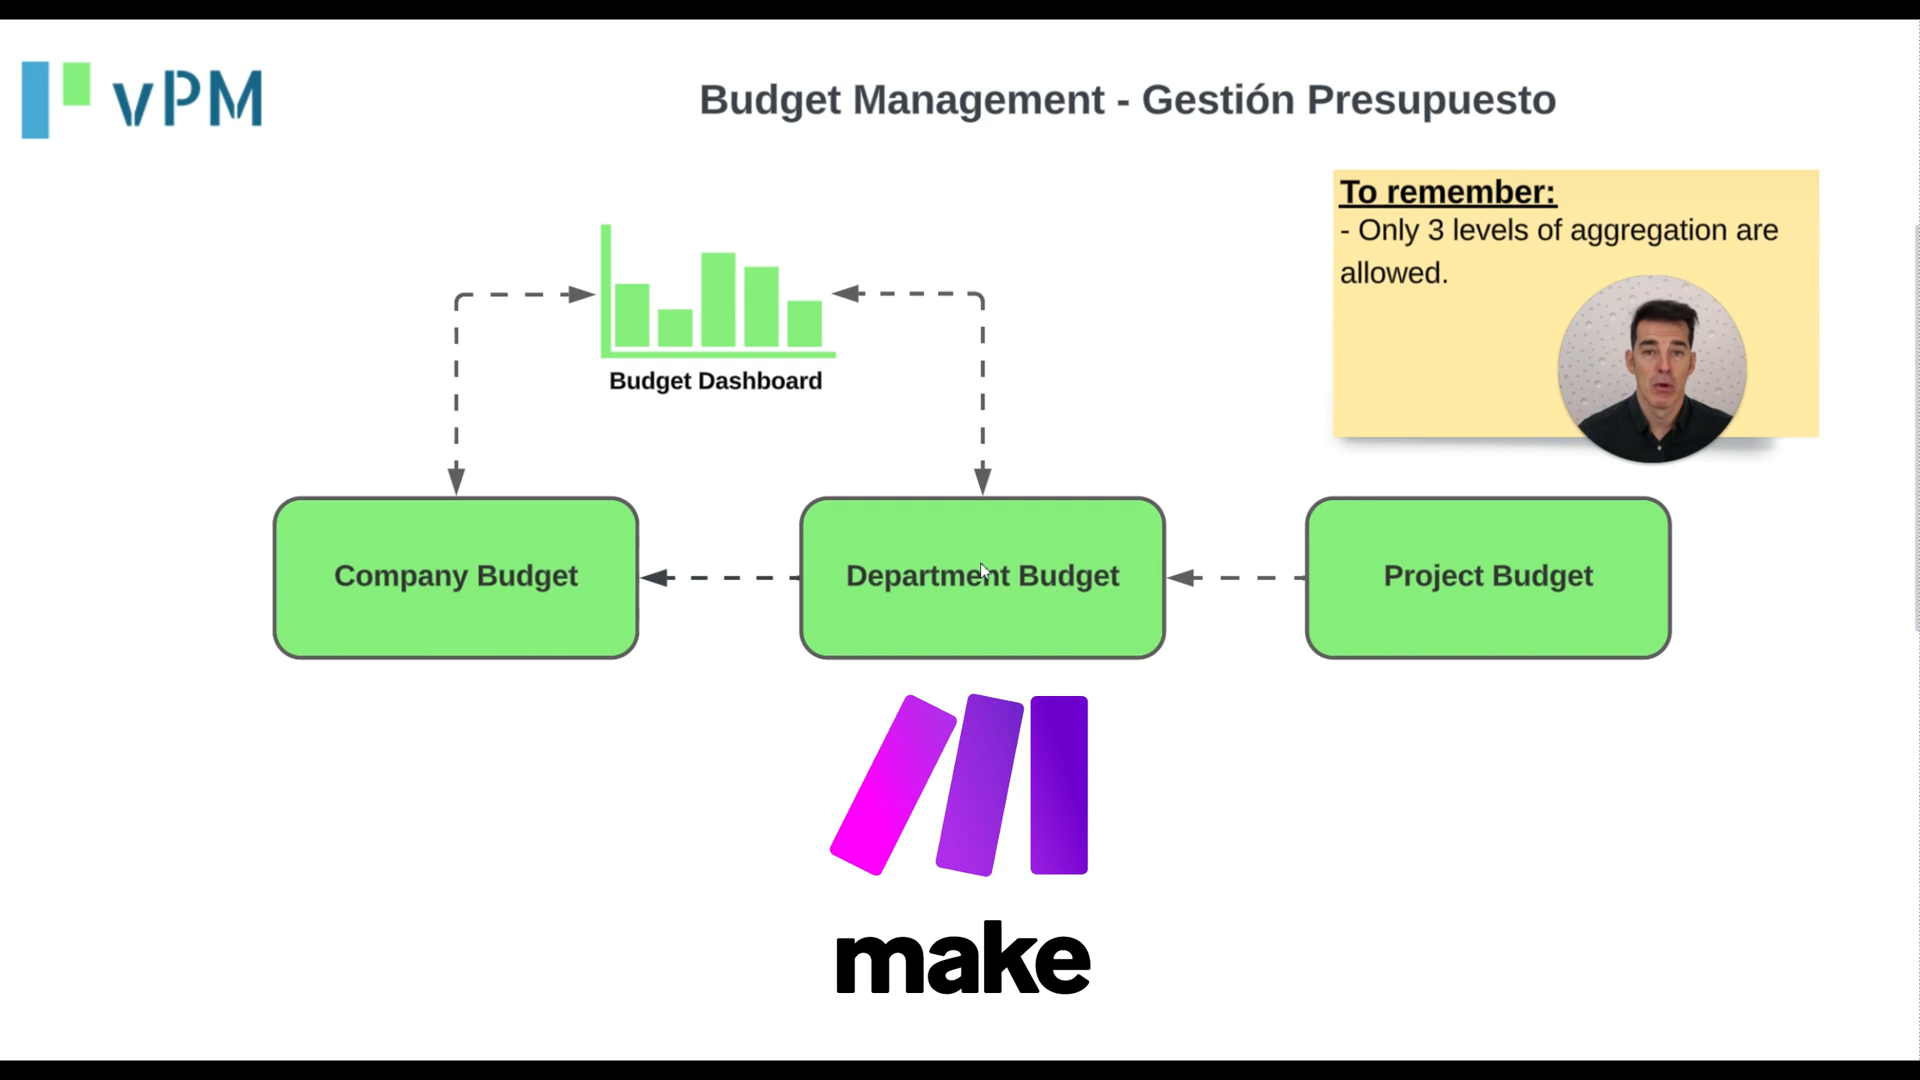 vPM
Budget Management - Gestión Presupuesto
To remember:
- Only 3 levels of aggregation are
allowed.
Budget Dashboard
Company Budget
Department Budget
Project Budget
make